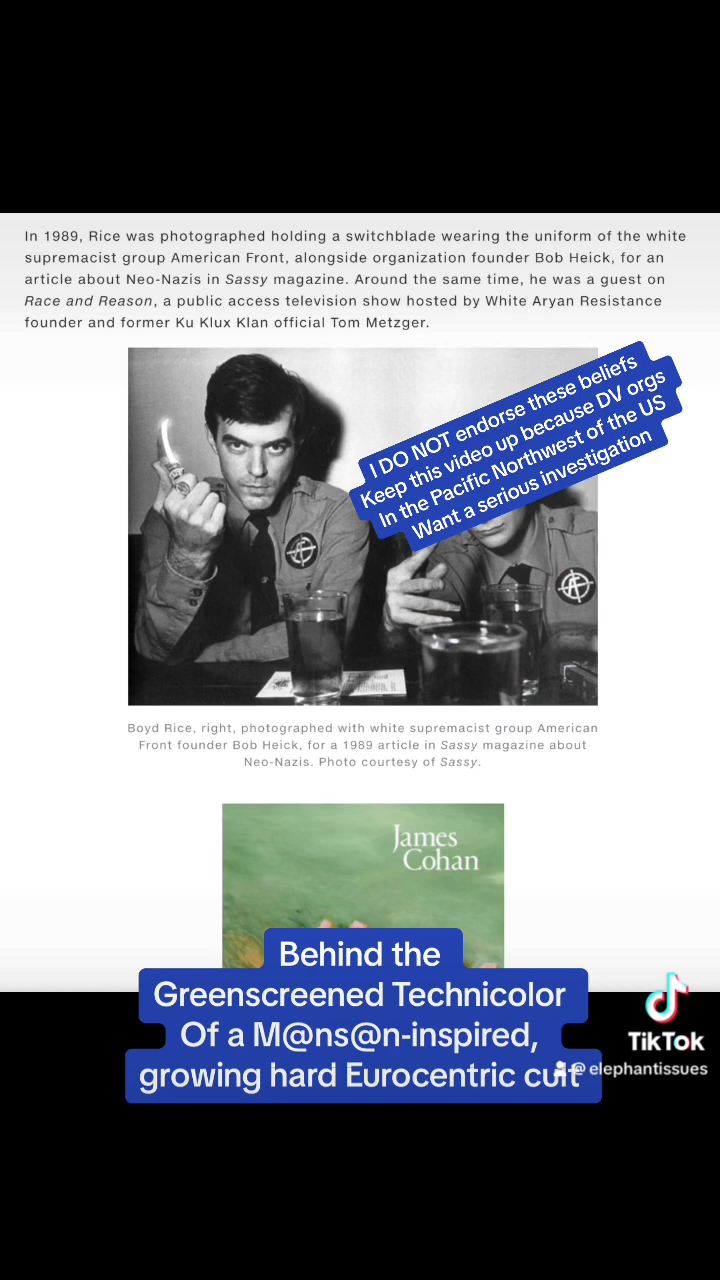 In 1989, Rice was photographed holding a switchblade wearing the uniform of the white
supremacist group American Front, alongside organization founder Bob Heick, for an
article about Neo-Nazis in Sassy magazine. Around the same time, he was a guest on
Race and Reason, a public access television show hosted by White Aryan Resistance
founder and former Ku Klux Klan official Tom Metzger.
I DO NOT endorse these beliefs
Keep this video up because DV orgs
In the Pacific Northwest of the US
Want a serious investigation
Boyd Rice, right, photographed with white supremacist group American
Front founder Bob Heick, for a 1989 article in Sassy magazine about
Neo-Nazis. Photo courtesy of Sassy.
James
Cohan
Behind the
Greenscreened Technicolor
Of a M@ns@n-inspired,
growing hard Eurocentric cult
TikTok
@ elephantissues